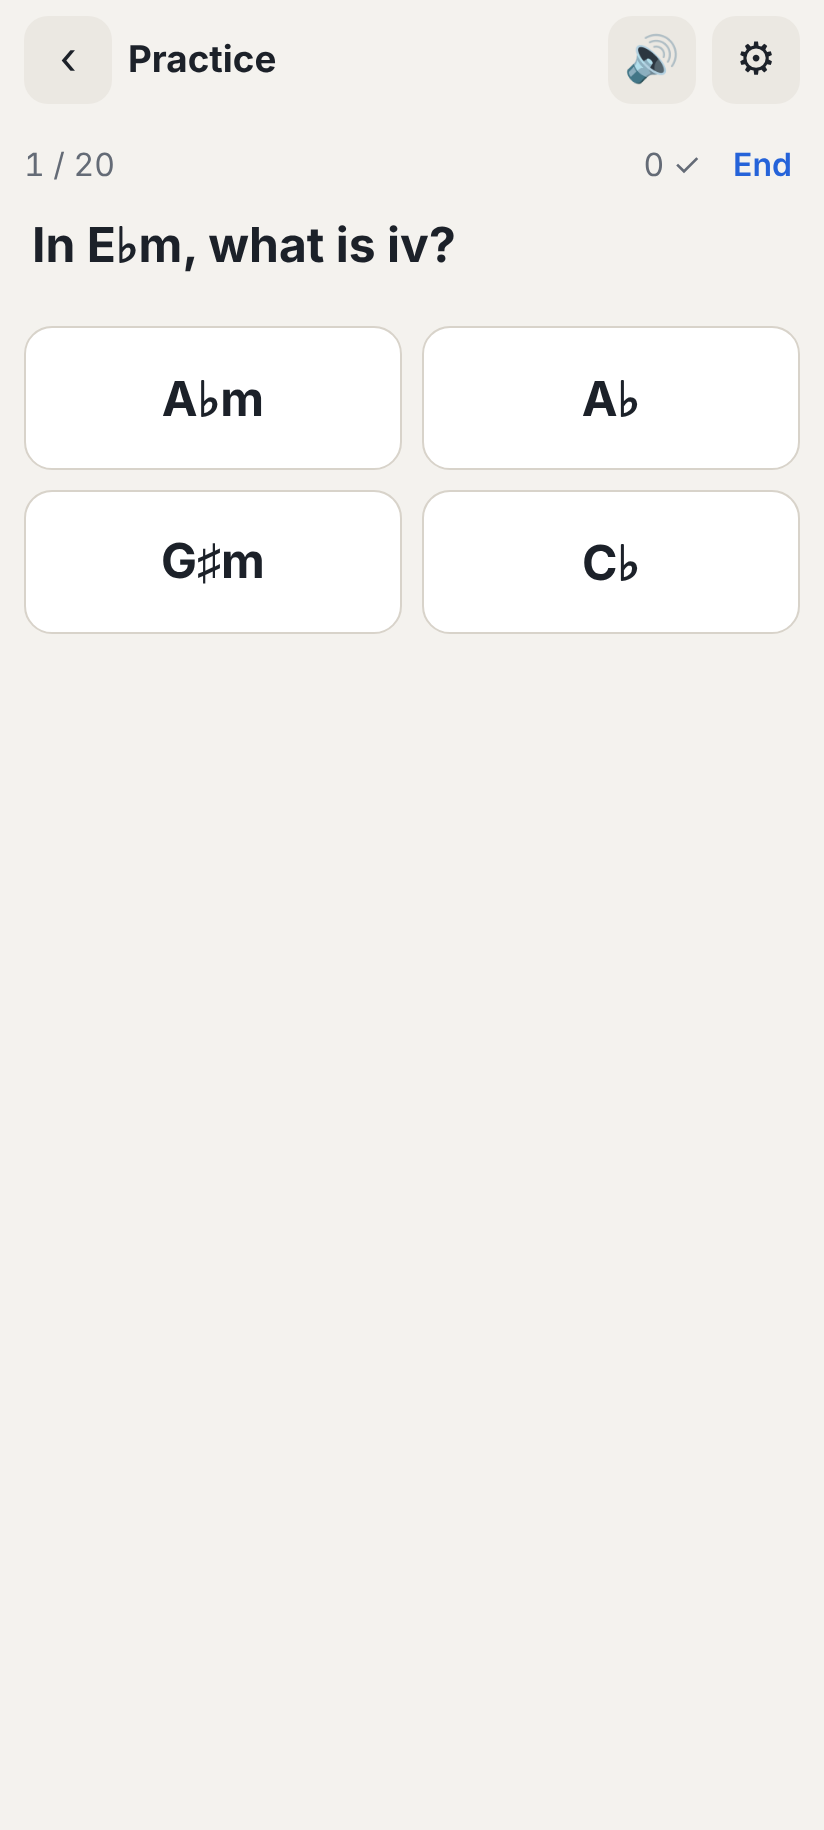 ‹ Practice 🔊 ⚙
1 / 20 0 ✓ End
In E♭m, what is iv?
A♭m A♭
G♯m C♭